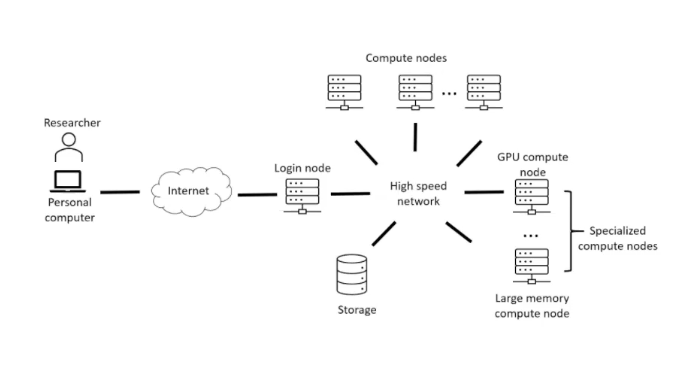 Compute nodes
...
Researcher
Personal
computer
Internet
Login node
High speed
network
GPU compute
node
...
Specialized
compute nodes
Large memory
compute node
Storage